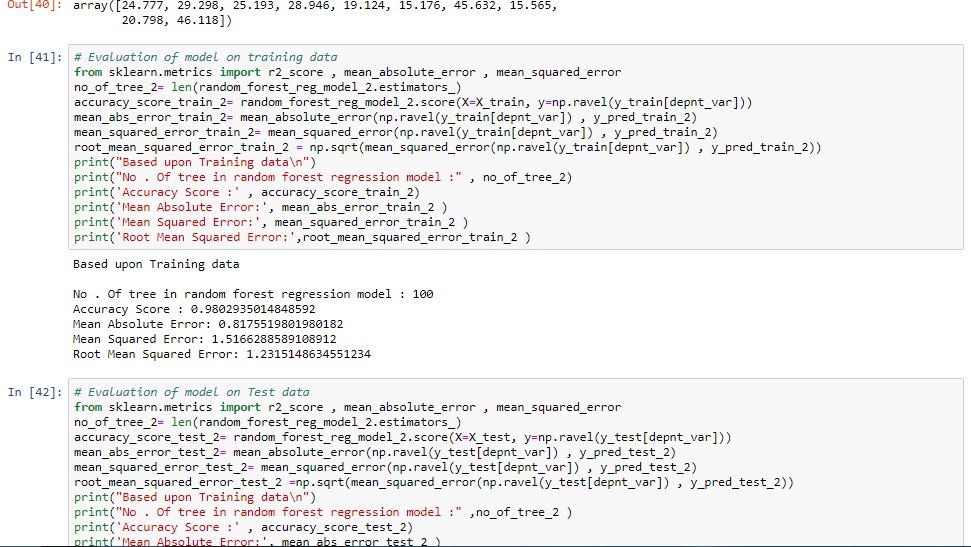 Out[40]: array([24.777, 29.298, 25.193, 28.946, 19.124, 15.176, 45.632, 15.565,
20.798, 46.118])
In [41]: # Evaluation of model on training data
from sklearn.metrics import r2_score , mean_absolute_error , mean_squared_error
no_of_tree_2= len(random_forest_reg_model_2.estimators_)
accuracy_score_train_2= random_forest_reg_model_2.score(X=X_train, y=np.ravel(y_train[depnt_var]))
mean_abs_error_train_2= mean_absolute_error(np.ravel(y_train[depnt_var]) , y_pred_train_2)
mean_squared_error_train_2= mean_squared_error(np.ravel(y_train[depnt_var]) , y_pred_train_2)
root_mean_squared_error_train_2 = np.sqrt(mean_squared_error(np.ravel(y_train[depnt_var]) , y_pred_train_2))
print("Based upon Training data\n")
print("No . Of tree in random forest regression model :" , no_of_tree_2)
print('Accuracy Score :' , accuracy_score_train_2)
print('Mean Absolute Error:', mean_abs_error_train_2 )
print('Mean Squared Error:', mean_squared_error_train_2 )
print('Root Mean Squared Error:',root_mean_squared_error_train_2 )
Based upon Training data
No . Of tree in random forest regression model : 100
Accuracy Score : 0.9802935014848592
Mean Absolute Error: 0.8175519801980182
Mean Squared Error: 1.5166288589108912
Root Mean Squared Error: 1.2315148634551234
In [42]: # Evaluation of model on Test data
from sklearn.metrics import r2_score , mean_absolute_error , mean_squared_error
no_of_tree_2= len(random_forest_reg_model_2.estimators_)
accuracy_score_test_2= random_forest_reg_model_2.score(X=X_test, y=np.ravel(y_test[depnt_var]))
mean_abs_error_test_2= mean_absolute_error(np.ravel(y_test[depnt_var]) , y_pred_test_2)
mean_squared_error_test_2= mean_squared_error(np.ravel(y_test[depnt_var]) , y_pred_test_2)
root_mean_squared_error_test_2 =np.sqrt(mean_squared_error(np.ravel(y_test[depnt_var]) , y_pred_test_2))
print("Based upon Training data\n")
print("No . Of tree in random forest regression model :" ,no_of_tree_2 )
print('Accuracy Score :' , accuracy_score_test_2)
print('Mean Absolute Error:', mean_abs_error_test_2 )